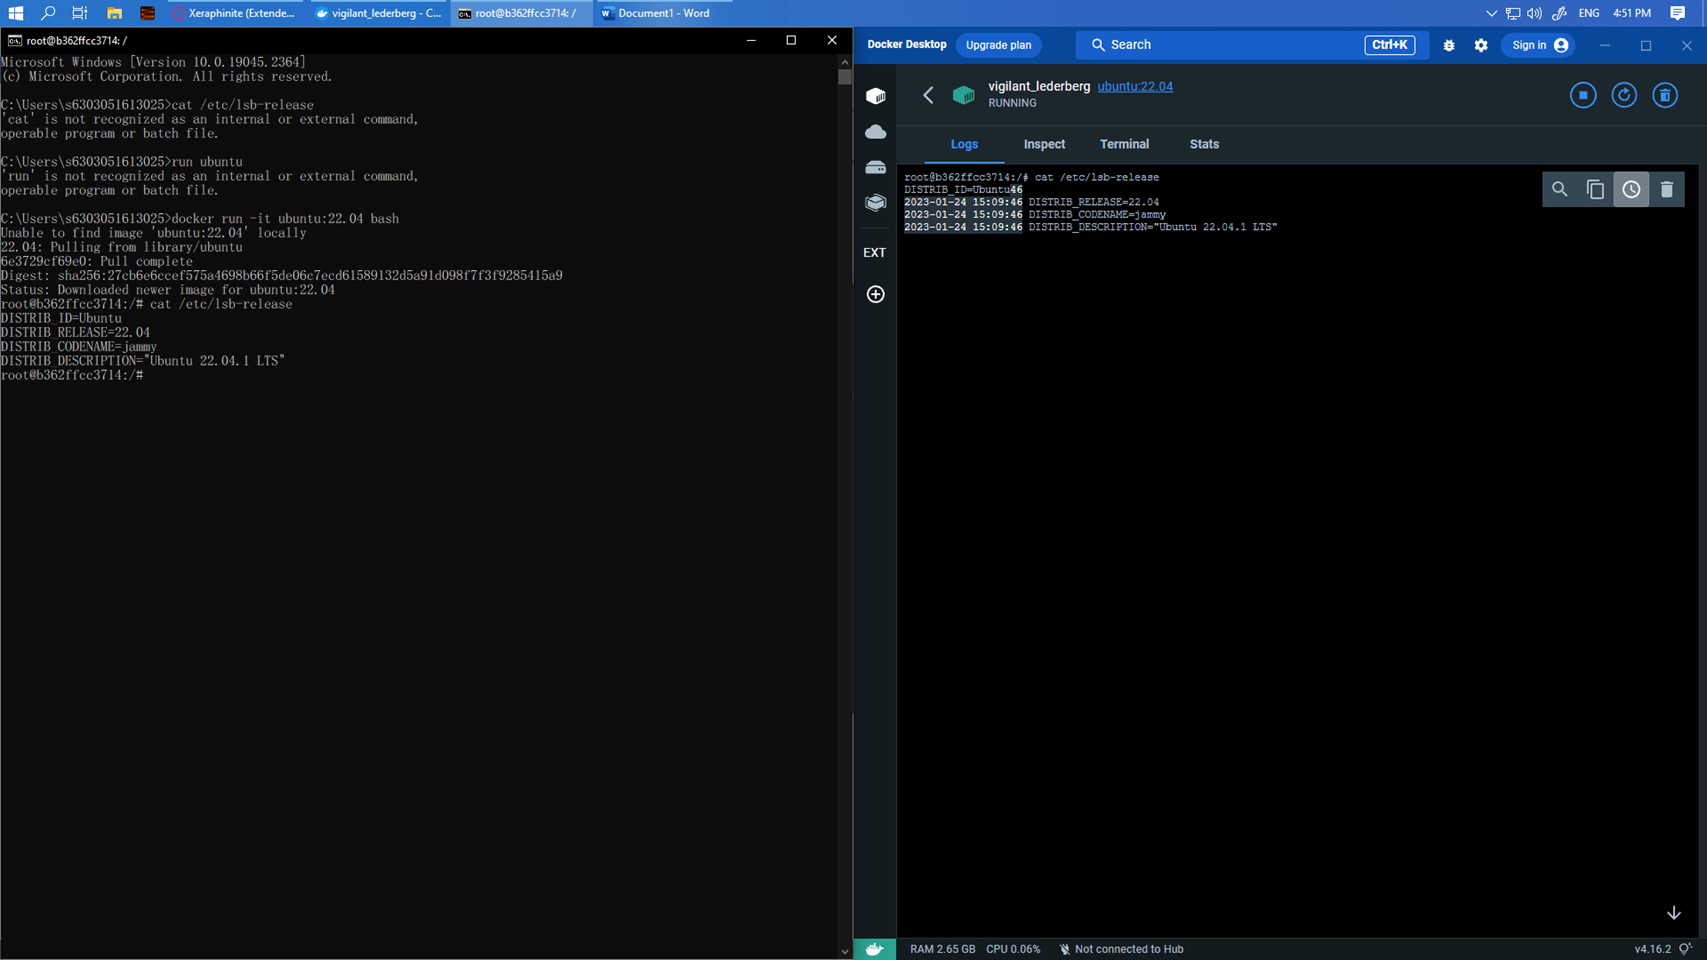 Xeraphinite (Extende...
vigilant_lederberg - C...
root@b362ffcc3714: /
Document1 - Word
ENG
4:51 PM
root@b362ffcc3714: /
Microsoft Windows [Version 10.0.19045.2364]
(c) Microsoft Corporation. All rights reserved.
C:\Users\s6303051613025>cat /etc/lsb-release
'cat' is not recognized as an internal or external command,
operable program or batch file.
C:\Users\s6303051613025>run ubuntu
'run' is not recognized as an internal or external command,
operable program or batch file.
C:\Users\s6303051613025>docker run -it ubuntu:22.04 bash
Unable to find image 'ubuntu:22.04' locally
22.04: Pulling from library/ubuntu
6e3729cf69e0: Pull complete
Digest: sha256:27cb6e6ccef575a4698b66f5de06c7ecd61589132d5a91d098f7f3f9285415a9
Status: Downloaded newer image for ubuntu:22.04
root@b362ffcc3714:/# cat /etc/lsb-release
DISTRIB_ID=Ubuntu
DISTRIB_RELEASE=22.04
DISTRIB_CODENAME=jammy
DISTRIB_DESCRIPTION="Ubuntu 22.04.1 LTS"
root@b362ffcc3714:/#
Docker Desktop
Upgrade plan
Search
Ctrl+K
Sign in
vigilant_lederberg ubuntu:22.04
RUNNING
Logs
Inspect
Terminal
Stats
EXT
root@b362ffcc3714:/# cat /etc/lsb-release
DISTRIB_ID=Ubuntu46
2023-01-24 15:09:46 DISTRIB_RELEASE=22.04
2023-01-24 15:09:46 DISTRIB_CODENAME=jammy
2023-01-24 15:09:46 DISTRIB_DESCRIPTION="Ubuntu 22.04.1 LTS"
RAM 2.65 GB
CPU 0.06%
Not connected to Hub
v4.16.2